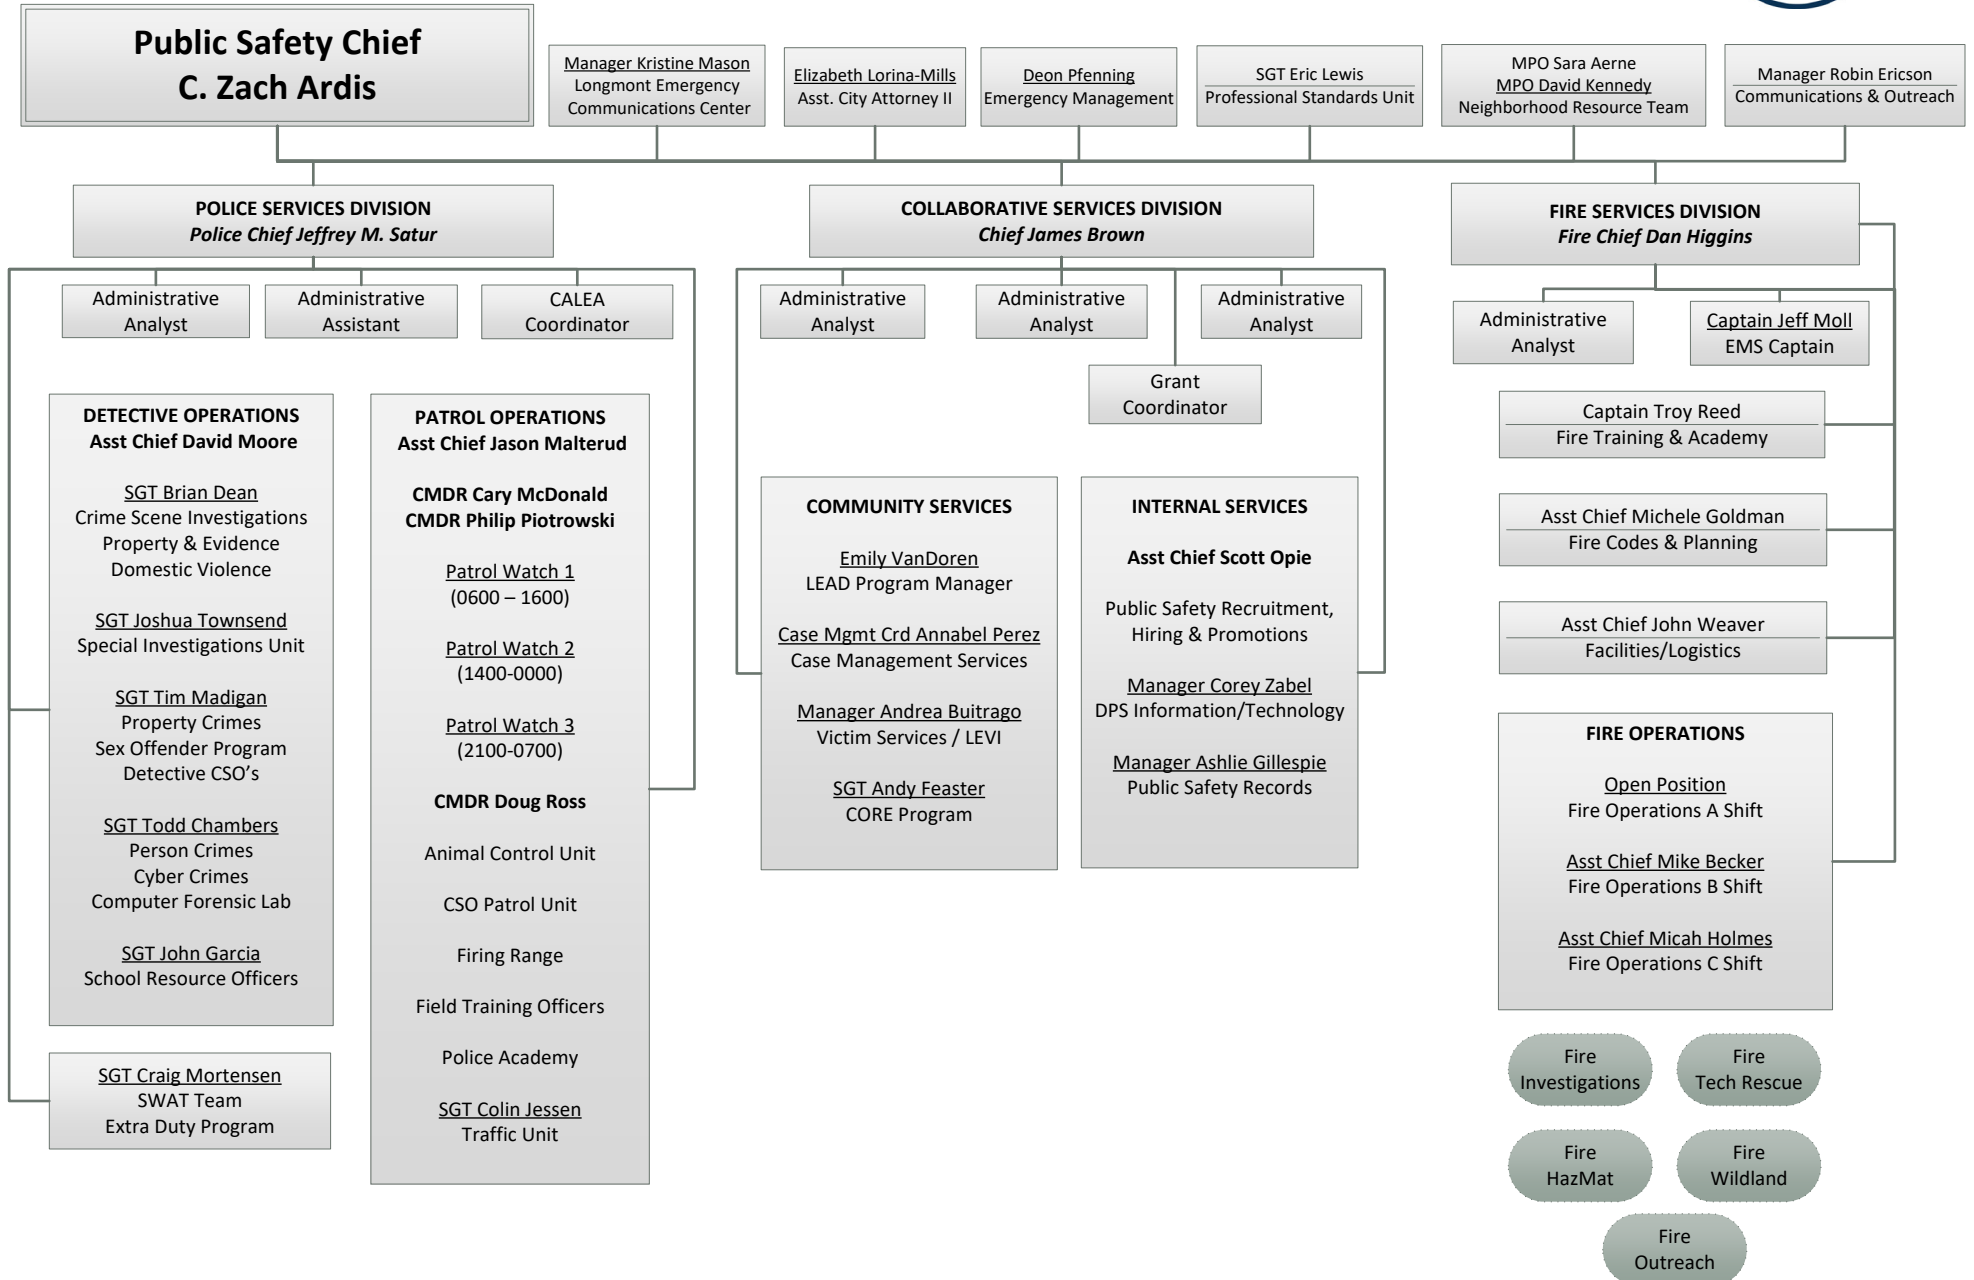 Public Safety Chief
C. Zach Ardis
Manager Kristine Mason
Longmont Emergency
Communications Center
Elizabeth Lorina-Mills
Asst. City Attorney II
Deon Pfenning
Emergency Management
SGT Eric Lewis
Professional Standards Unit
MPO Sara Aerne
MPO David Kennedy
Neighborhood Resource Team
Manager Robin Ericson
Communications & Outreach
POLICE SERVICES DIVISION
Police Chief Jeffrey M. Satur
Administrative
Analyst
Administrative
Assistant
CALEA
Coordinator
DETECTIVE OPERATIONS
Asst Chief David Moore
SGT Brian Dean
Crime Scene Investigations
Property & Evidence
Domestic Violence
SGT Joshua Townsend
Special Investigations Unit
SGT Tim Madigan
Property Crimes
Sex Offender Program
Detective CSO’s
SGT Todd Chambers
Person Crimes
Cyber Crimes
Computer Forensic Lab
SGT John Garcia
School Resource Officers
SGT Craig Mortensen
SWAT Team
Extra Duty Program
PATROL OPERATIONS
Asst Chief Jason Malterud
CMDR Cary McDonald
CMDR Philip Piotrowski
Patrol Watch 1
(0600 – 1600)
Patrol Watch 2
(1400-0000)
Patrol Watch 3
(2100-0700)
CMDR Doug Ross
Animal Control Unit
CSO Patrol Unit
Firing Range
Field Training Officers
Police Academy
SGT Colin Jessen
Traffic Unit
COLLABORATIVE SERVICES DIVISION
Chief James Brown
Administrative
Analyst
Administrative
Analyst
Administrative
Analyst
Grant
Coordinator
COMMUNITY SERVICES
Emily VanDoren
LEAD Program Manager
Case Mgmt Crd Annabel Perez
Case Management Services
Manager Andrea Buitrago
Victim Services / LEVI
SGT Andy Feaster
CORE Program
INTERNAL SERVICES
Asst Chief Scott Opie
Public Safety Recruitment,
Hiring & Promotions
Manager Corey Zabel
DPS Information/Technology
Manager Ashlie Gillespie
Public Safety Records
FIRE SERVICES DIVISION
Fire Chief Dan Higgins
Administrative
Analyst
Captain Jeff Moll
EMS Captain
Captain Troy Reed
Fire Training & Academy
Asst Chief Michele Goldman
Fire Codes & Planning
Asst Chief John Weaver
Facilities/Logistics
FIRE OPERATIONS
Open Position
Fire Operations A Shift
Asst Chief Mike Becker
Fire Operations B Shift
Asst Chief Micah Holmes
Fire Operations C Shift
Fire
Investigations
Fire
Tech Rescue
Fire
HazMat
Fire
Wildland
Fire
Outreach